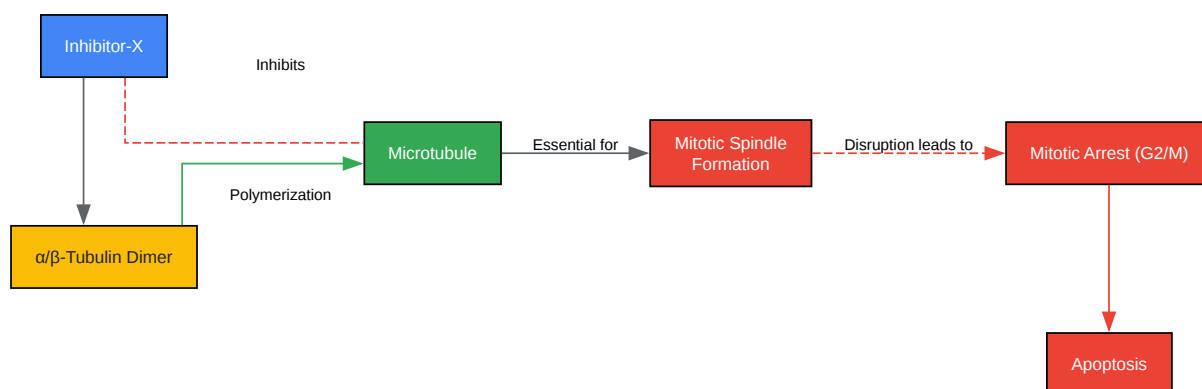 Inhibitor-X
Inhibits
Microtubule
Essential for
Mitotic Spindle
Formation
Disruption leads to
Mitotic Arrest (G2/M)
Polymerization
α/β-Tubulin Dimer
Apoptosis